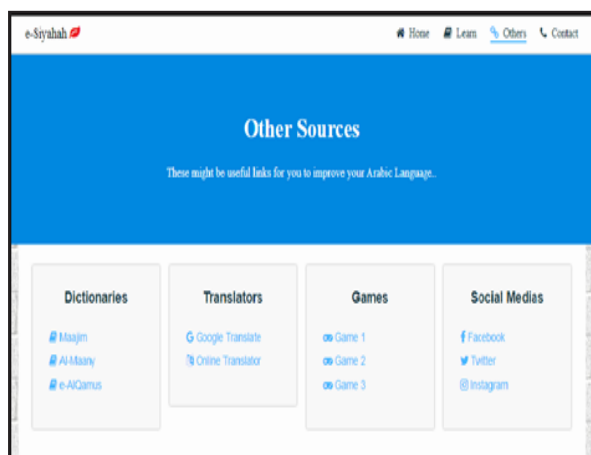 e-Siyahah
Home Learn Others Contact
Other Sources
These might be useful links for you to improve your Arabic Language..
Dictionaries
Maajim
Al-Maany
e-AlQamus
Translators
Google Translate
Online Translator
Games
Game 1
Game 2
Game 3
Social Medias
Facebook
Twitter
Instagram